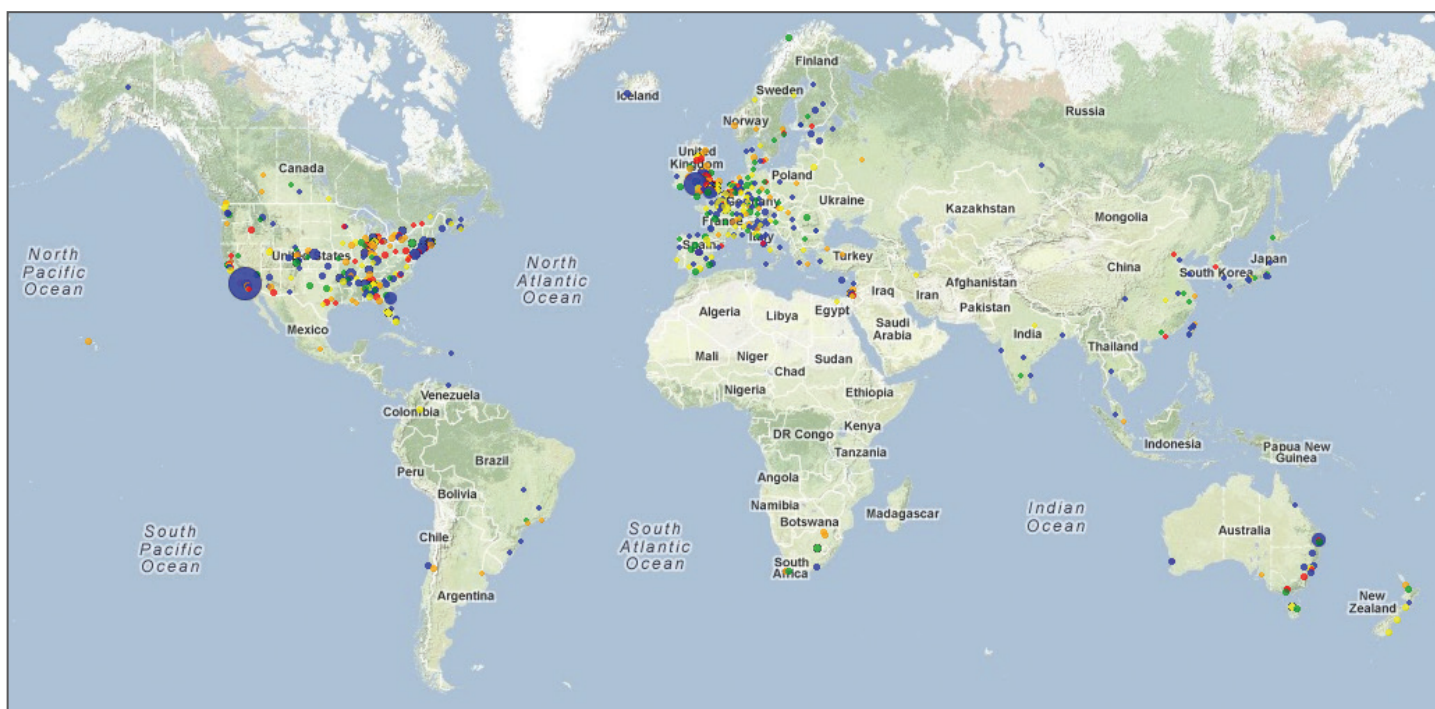 Finland
Iceland
Sweden
Russia
Norway
United
Kingdom
Canada
Poland
Germany
Ukraine
Kazakhstan
Mongolia
France
Italy
North
Pacific
Ocean
United States
North
Atlantic
Ocean
Spain
Turkey
China
South Korea
Japan
Afghanistan
Iraq
Iran
Pakistan
Algeria
Libya
Egypt
Saudi
Arabia
India
Mexico
Thailand
Mali
Niger
Chad
Sudan
Nigeria
Ethiopia
Venezuela
Colombia
Kenya
DR Congo
Tanzania
Indonesia
Papua New
Guinea
Brazil
Peru
Bolivia
Angola
Namibia
Botswana
Madagascar
Indian
Ocean
Australia
South
Pacific
Ocean
Chile
South
Atlantic
Ocean
South
Africa
Argentina
New
Zealand